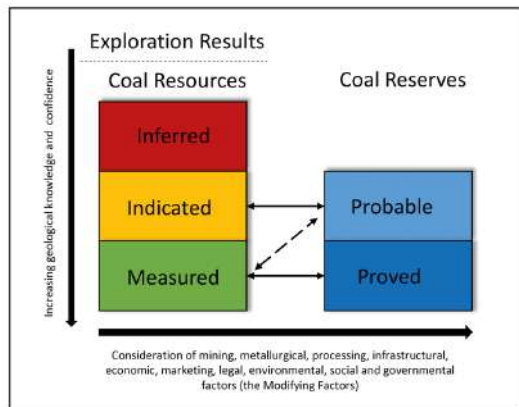 Exploration Results
Coal Resources
Coal Reserves
Increasing geological knowledge and confidence
Inferred
Indicated
Probable
Measured
Proved
Consideration of mining, metallurgical, processing, infrastructural,
economic, marketing, legal, environmental, social and governmental
factors (the Modifying Factors)